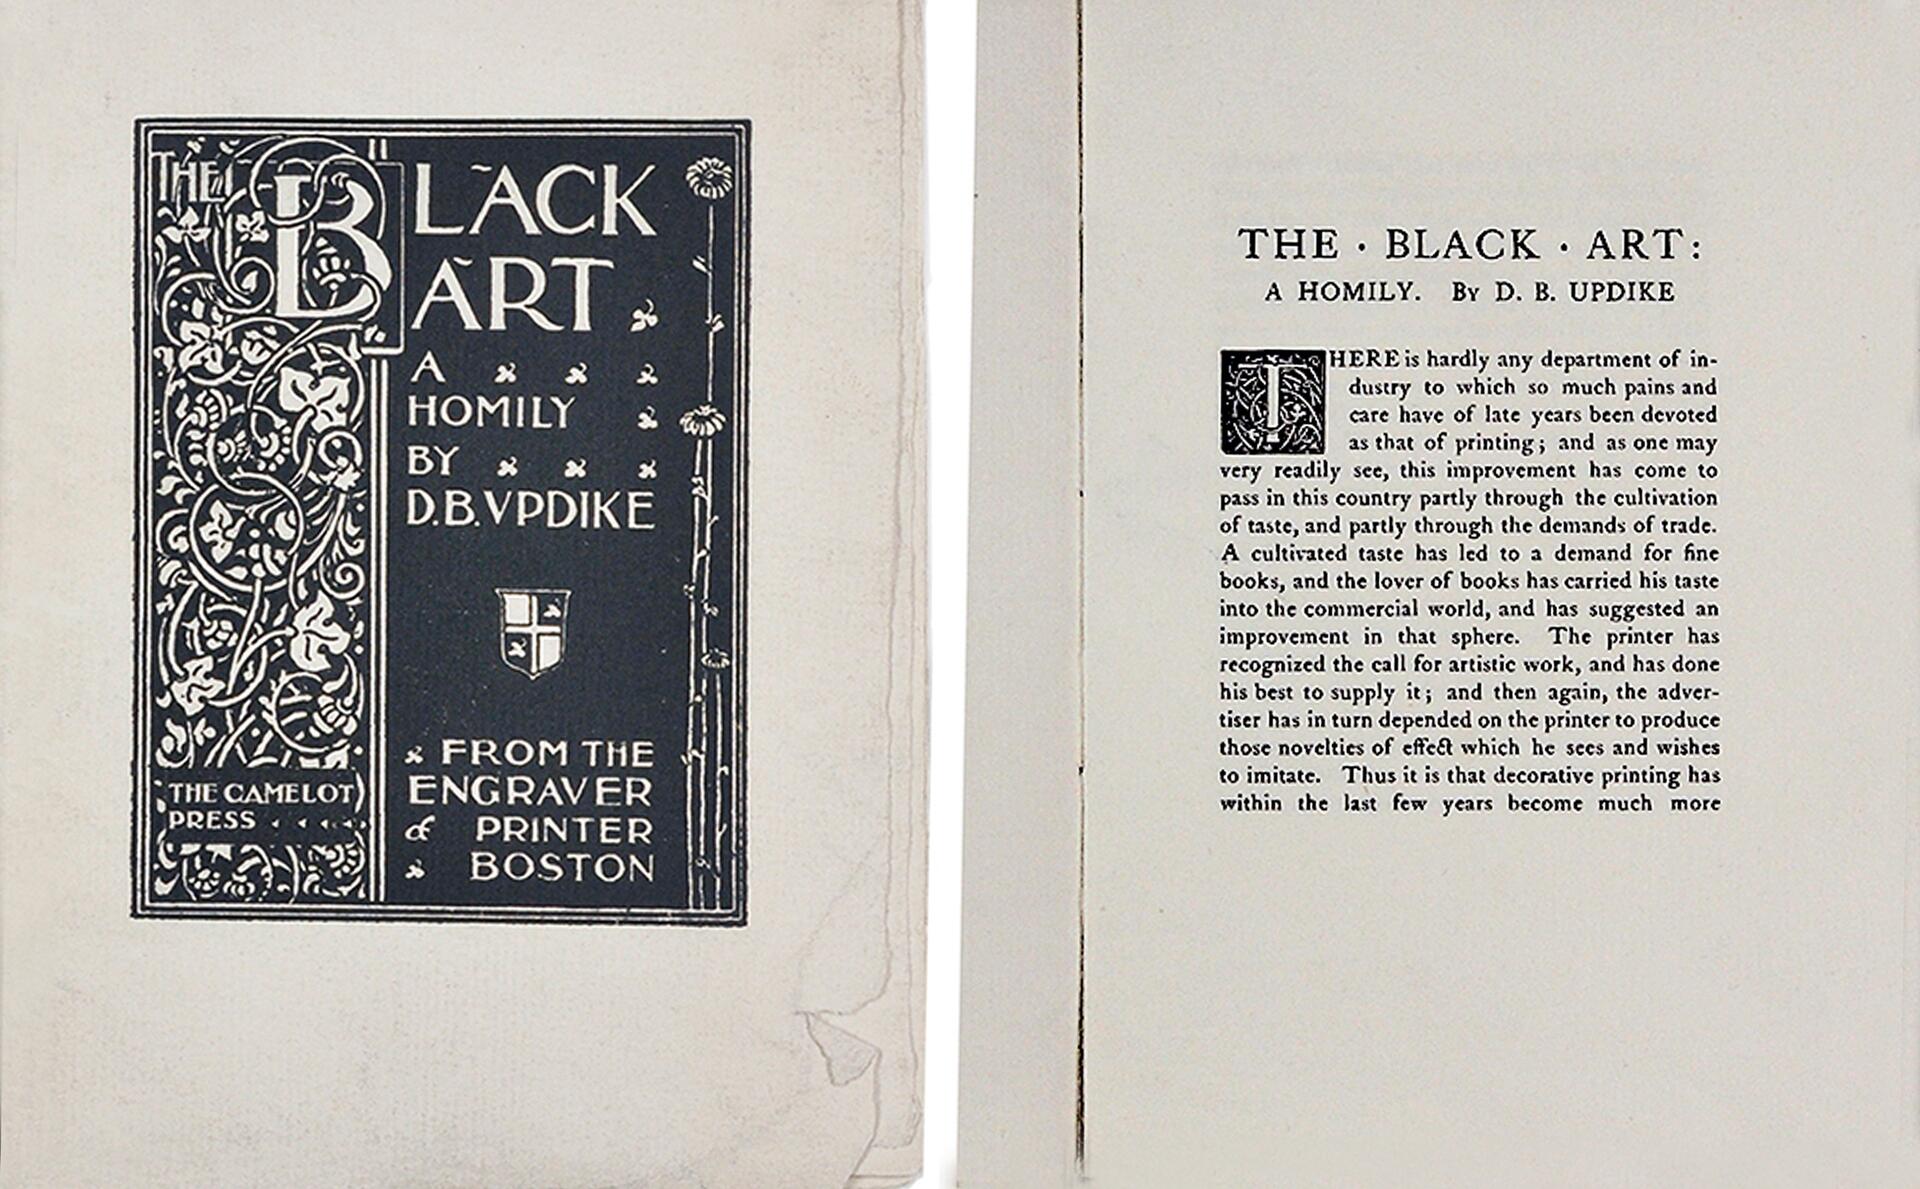 THE BLACK
ART
A
HOMILY
BY
D.B.VPDIKE
FROM THE
ENGRAVER
& PRINTER
BOSTON
THE CAMELOT
PRESS
THE · BLACK · ART:
A HOMILY. By D. B. UPDIKE
THERE is hardly any department of in-
dustry to which so much pains and
care have of late years been devoted
as that of printing; and as one may
very readily see, this improvement has come to
pass in this country partly through the cultivation
of taste, and partly through the demands of trade.
A cultivated taste has led to a demand for fine
books, and the lover of books has carried his taste
into the commercial world, and has suggested an
improvement in that sphere. The printer has
recognized the call for artistic work, and has done
his best to supply it; and then again, the adver-
tiser has in turn depended on the printer to produce
those novelties of effect which he sees and wishes
to imitate. Thus it is that decorative printing has
within the last few years become much more